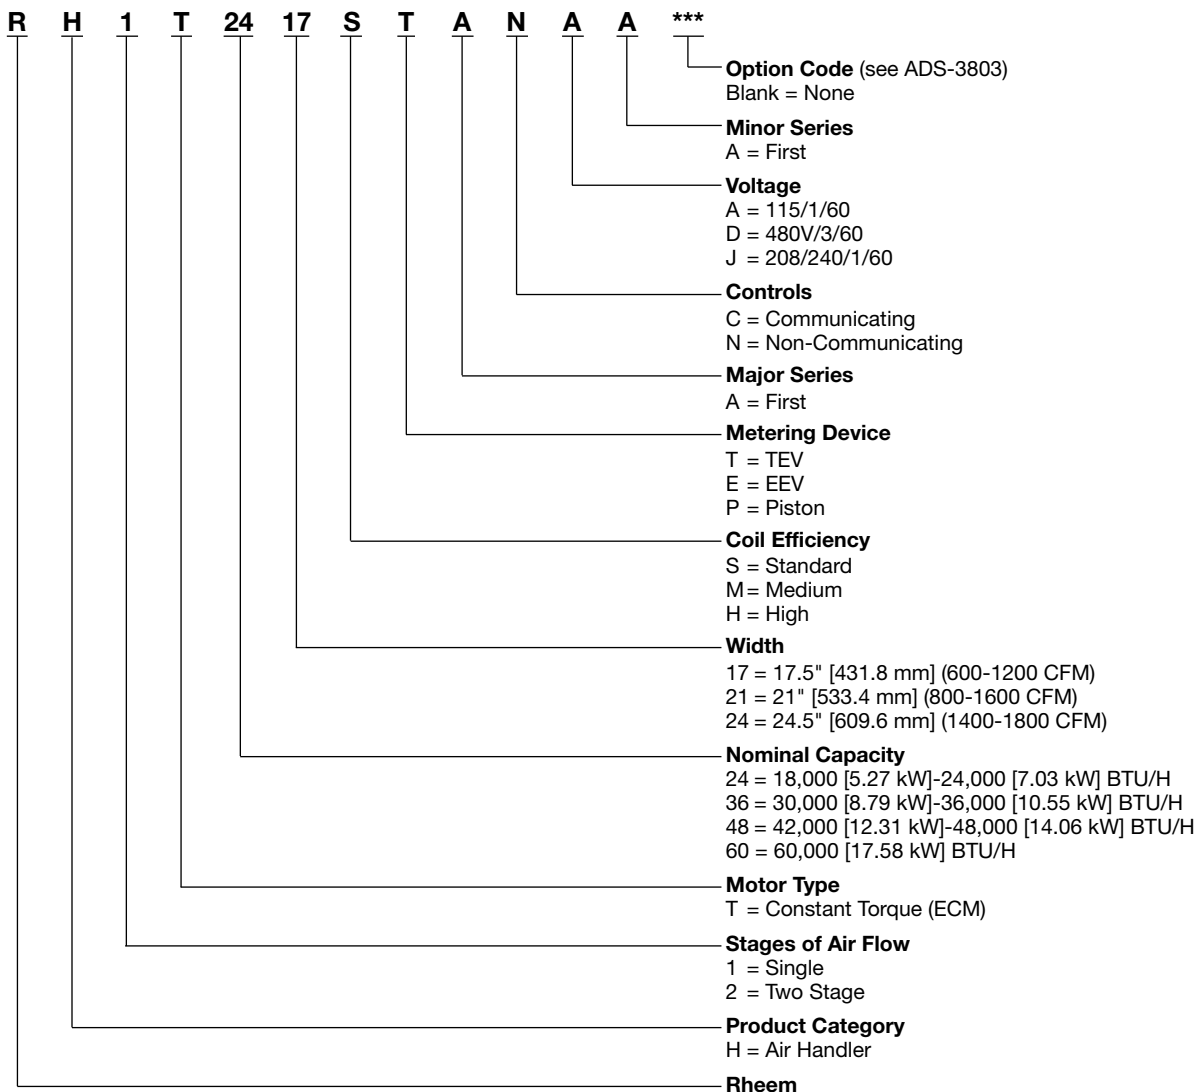 R H 1 T 24 17 S T A N A A ***
Option Code (see ADS-3803)
Blank = None
Minor Series
A = First
Voltage
A = 115/1/60
D = 480V/3/60
J = 208/240/1/60
Controls
C = Communicating
N = Non-Communicating
Major Series
A = First
Metering Device
T = TEV
E = EEV
P = Piston
Coil Efficiency
S = Standard
M = Medium
H = High
Width
17 = 17.5" [431.8 mm] (600-1200 CFM)
21 = 21" [533.4 mm] (800-1600 CFM)
24 = 24.5" [609.6 mm] (1400-1800 CFM)
Nominal Capacity
24 = 18,000 [5.27 kW]-24,000 [7.03 kW] BTU/H
36 = 30,000 [8.79 kW]-36,000 [10.55 kW] BTU/H
48 = 42,000 [12.31 kW]-48,000 [14.06 kW] BTU/H
60 = 60,000 [17.58 kW] BTU/H
Motor Type
T = Constant Torque (ECM)
Stages of Air Flow
1 = Single
2 = Two Stage
Product Category
H = Air Handler
Rheem